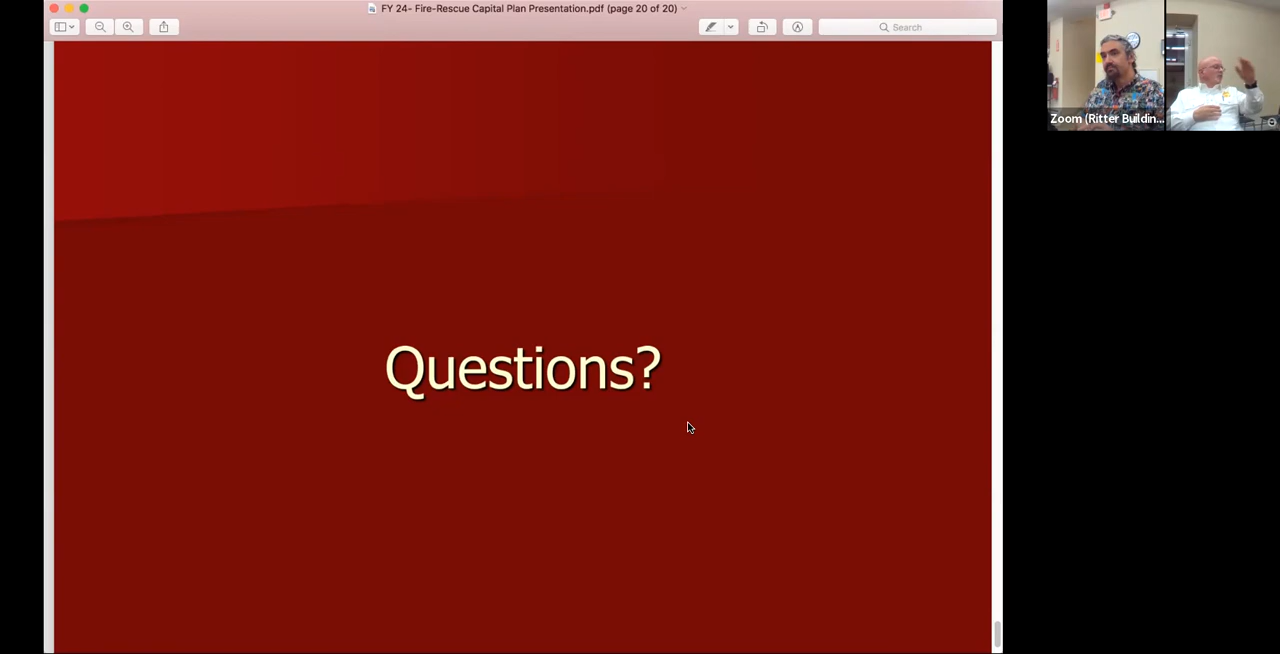 FY 24- Fire-Rescue Capital Plan Presentation.pdf (page 20 of 20)
Search
Questions?
Zoom (Ritter Buildin...